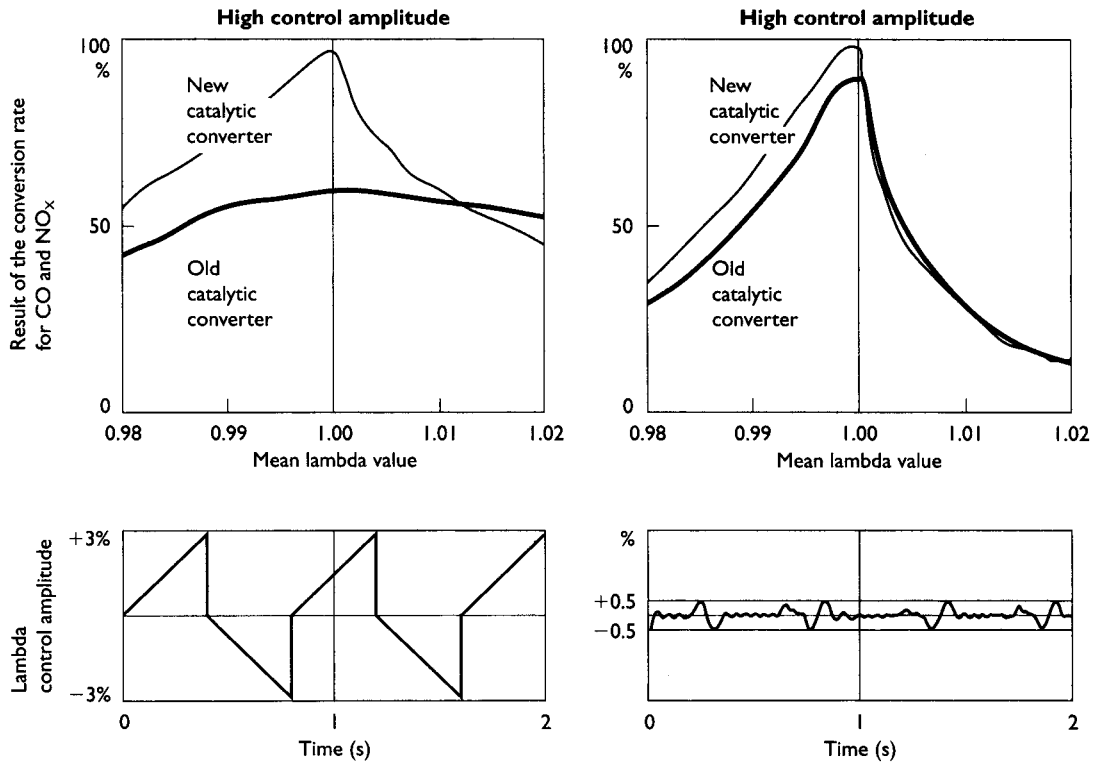 High control amplitude
High control amplitude
Result of the conversion rate
for CO and NOX
100
%
50
0
New
catalytic
converter
Old
catalytic
converter
0.98
0.99
1.00
1.01
1.02
Mean lambda value
100
%
50
0
New
catalytic
converter
Old
catalytic
converter
0.98
0.99
1.00
1.01
1.02
Mean lambda value
Lambda
control amplitude
+3%
−3%
0
1
2
Time (s)
%
+0.5
−0.5
0
1
2
Time (s)